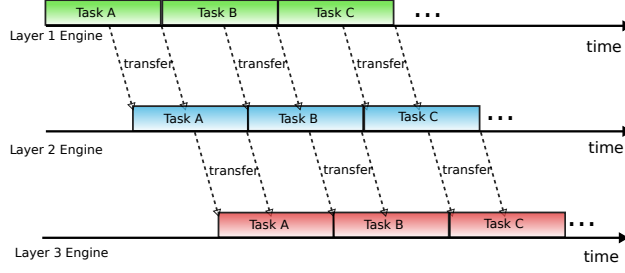 Task A Task B Task C ...
Layer 1 Engine time
transfer transfer transfer
Task A Task B Task C ...
Layer 2 Engine time
transfer transfer transfer
Task A Task B Task C ...
Layer 3 Engine time